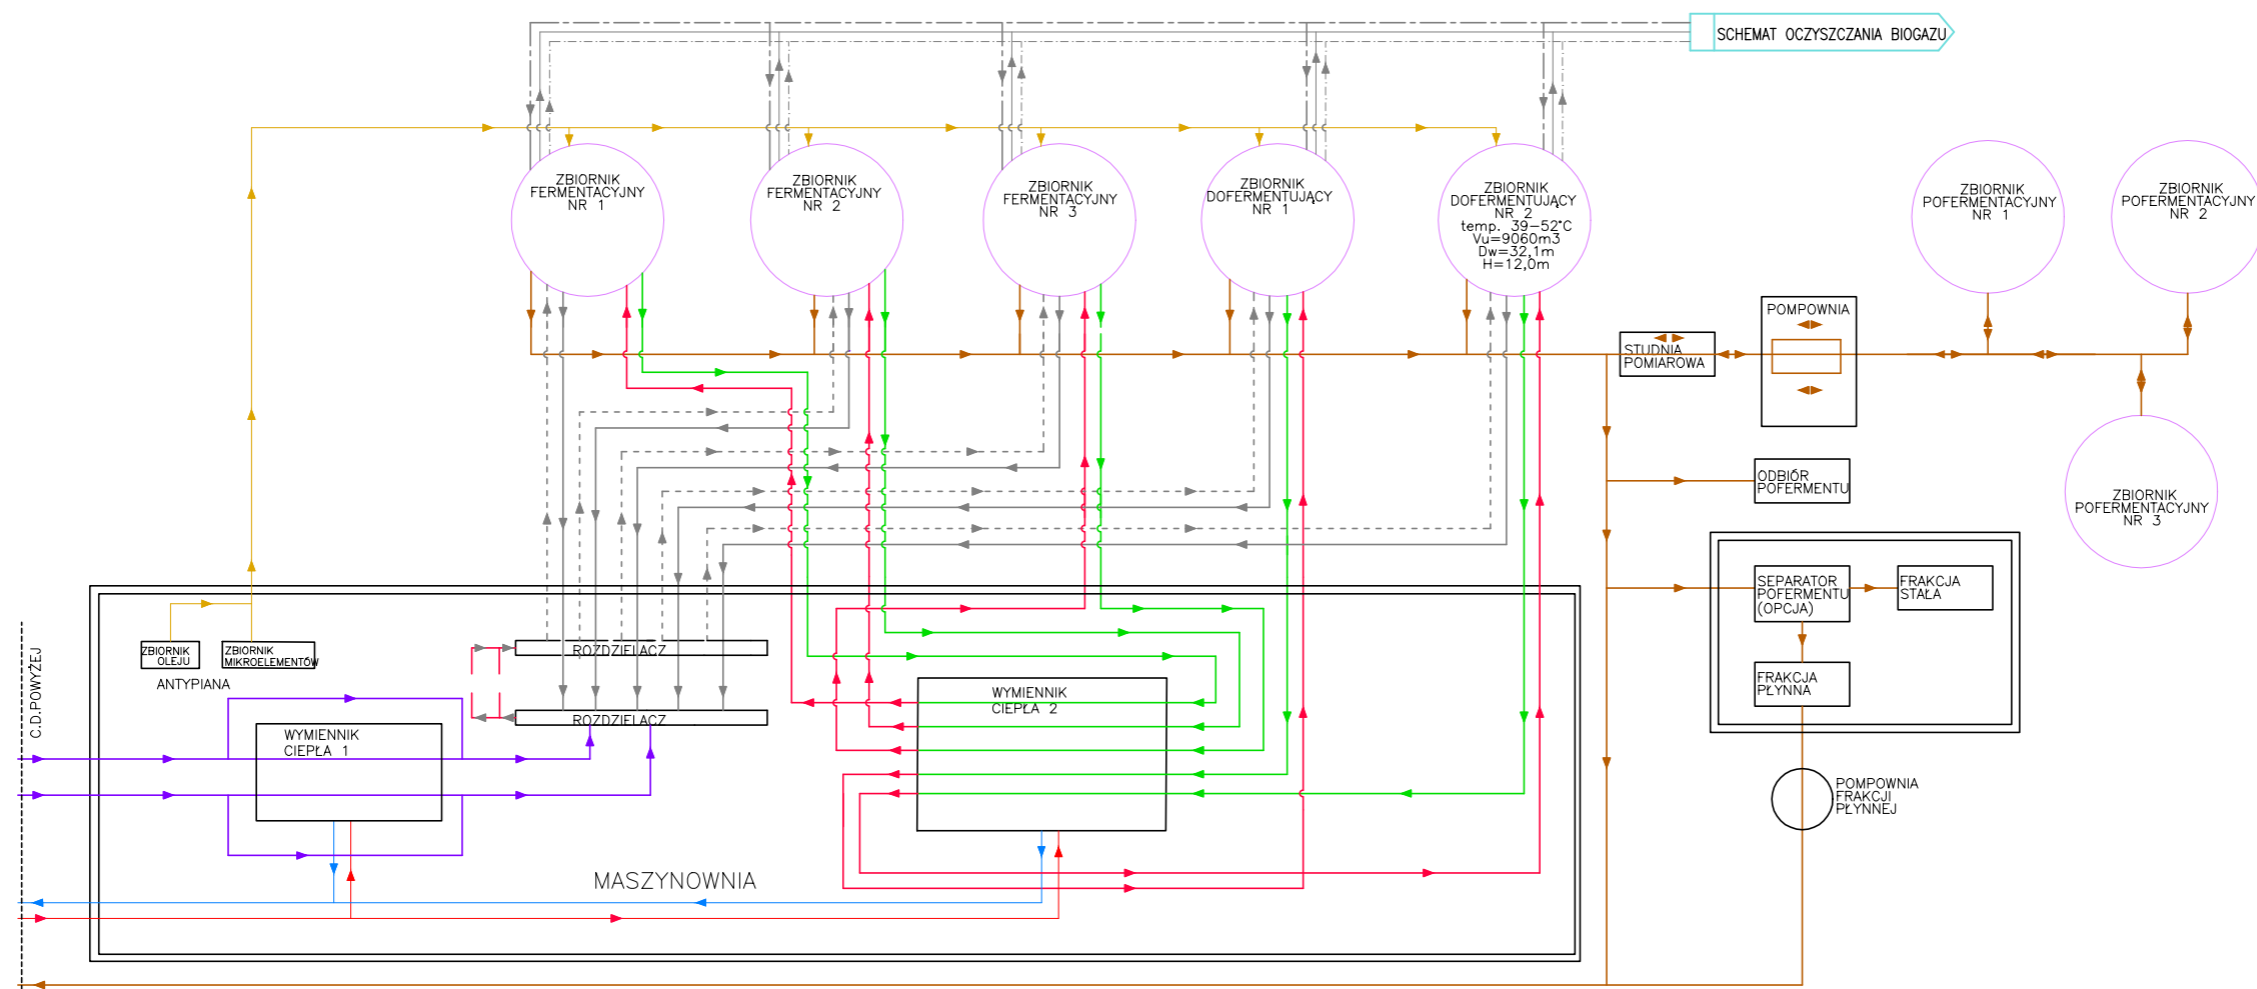 SCHEMAT OCZYSZCZANIA BIOGAZU
ZBIORNIK
FERMENTACYJNY
NR 1
ZBIORNIK
FERMENTACYJNY
NR 2
ZBIORNIK
FERMENTACYJNY
NR 3
ZBIORNIK
DOFERMENTUJĄCY
NR 1
ZBIORNIK
DOFERMENTUJĄCY
NR 2
temp. 39-52°C
Vu=9060m3
Dw=32,1m
H=12,0m
ZBIORNIK
POFERMENTACYJNY
NR 1
ZBIORNIK
POFERMENTACYJNY
NR 2
POMPOWNIA
STUDNIA
POMIAROWA
ODBIÓR
POFERMENTU
ZBIORNIK
POFERMENTACYJNY
NR 3
SEPARATOR
POFERMENTU
(OPCJA)
FRAKCJA
STAŁA
FRAKCJA
PŁYNNA
POMPOWNIA
FRAKCJI
PŁYNNEJ
C.D.POWYŻEJ
ZBIORNIK
OLEJU
ZBIORNIK
MIKROELEMENTÓW
ANTYPIANA
ROZDZIELACZ
ROZDZIELACZ
WYMIENNIK
CIEPŁA 1
WYMIENNIK
CIEPŁA 2
MASZYNOWNIA